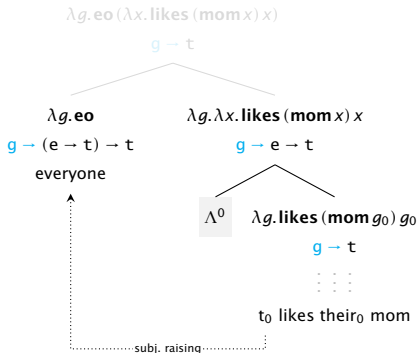 λg.eo(λx.likes(mom x) x)
g → t
λg.eo
g → (e → t) → t
everyone
λg.λx.likes(mom x) x
g → e → t
Λ⁰
λg.likes(mom g₀) g₀
g → t
t₀ likes their₀ mom
subj. raising